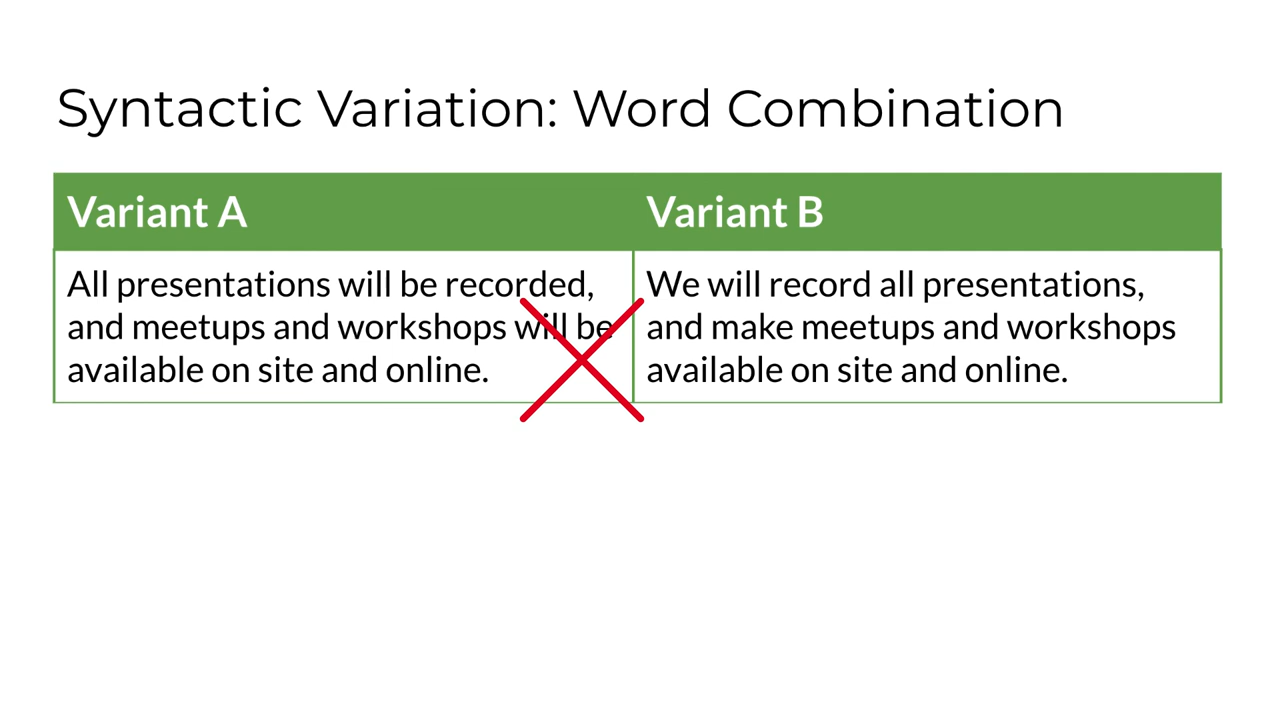 Syntactic Variation: Word Combination
Variant A
Variant B
All presentations will be recorded,
and meetups and workshops will be
available on site and online.
We will record all presentations,
and make meetups and workshops
available on site and online.